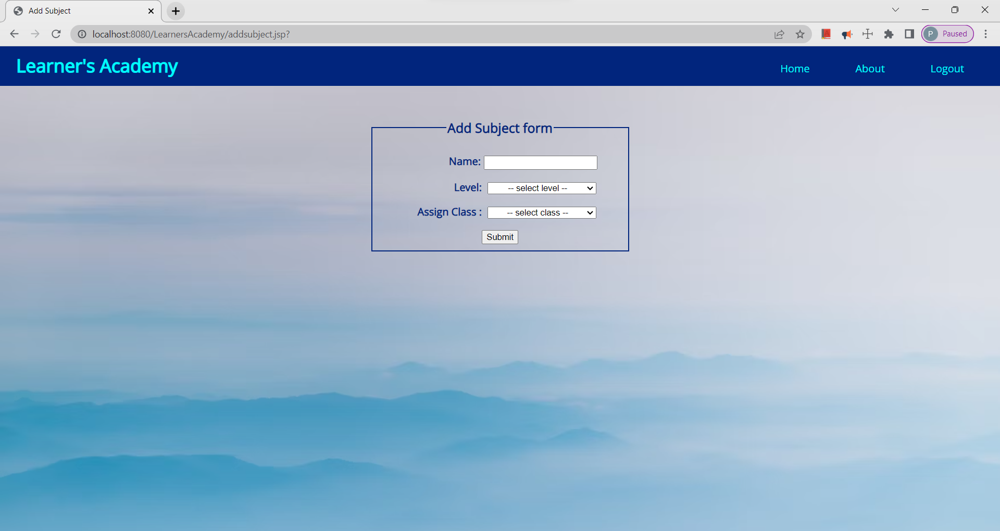 Add Subject
localhost:8080/LearnersAcademy/addsubject.jsp?
P Paused
Learner's Academy
Home About Logout
Add Subject form
Name:
Level: -- select level --
Assign Class : -- select class --
Submit